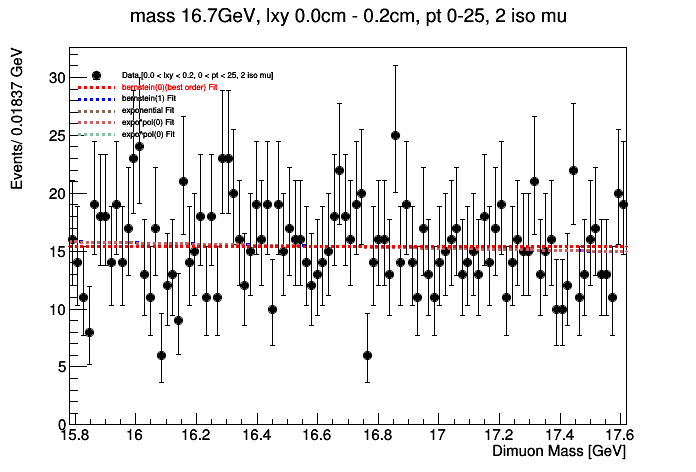 mass 16.7GeV, lxy 0.0cm - 0.2cm, pt 0-25, 2 iso mu
Events/ 0.01837 GeV
Data,[0.0 < lxy < 0.2, 0 < pt < 25, 2 iso mu]
bernstein(0)(best order) Fit
bernstein(1) Fit
exponential Fit
expo*pol(0) Fit
expo*pol(0) Fit
30
25
20
15
10
5
0
15.8 16 16.2 16.4 16.6 16.8 17 17.2 17.4 17.6
Dimuon Mass [GeV]